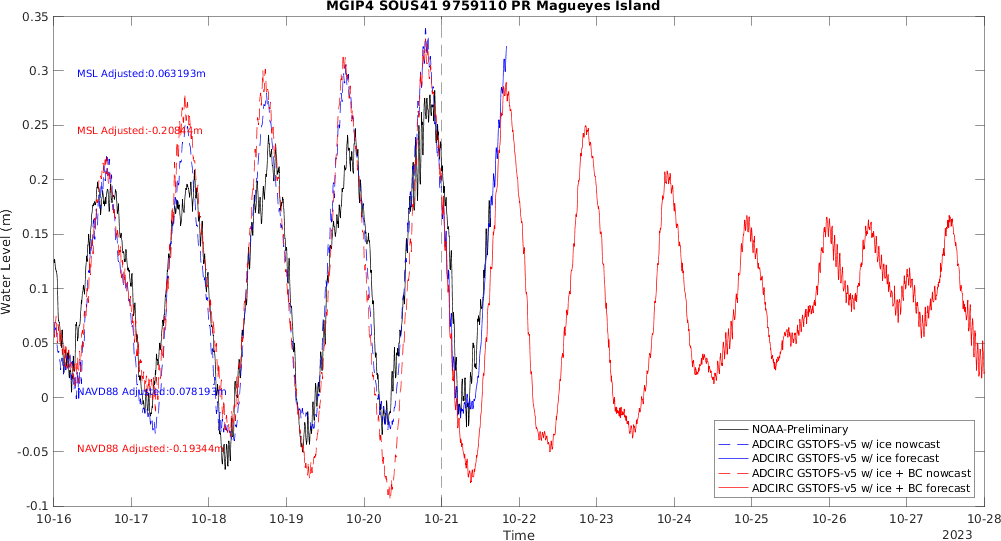 MGIP4 SOUS41 9759110 PR Magueyes Island
0.35
0.3
0.25
0.2
0.15
0.1
0.05
0
-0.05
-0.1
Water Level (m)
MSL Adjusted:0.063193m
MSL Adjusted:-0.20844m
NAVD88 Adjusted:0.078193m
NAVD88 Adjusted:-0.19344m
NOAA-Preliminary
ADCIRC GSTOFS-v5 w/ ice nowcast
ADCIRC GSTOFS-v5 w/ ice forecast
ADCIRC GSTOFS-v5 w/ ice + BC nowcast
ADCIRC GSTOFS-v5 w/ ice + BC forecast
10-16 10-17 10-18 10-19 10-20 10-21 10-22 10-23 10-24 10-25 10-26 10-27 10-28
Time
2023